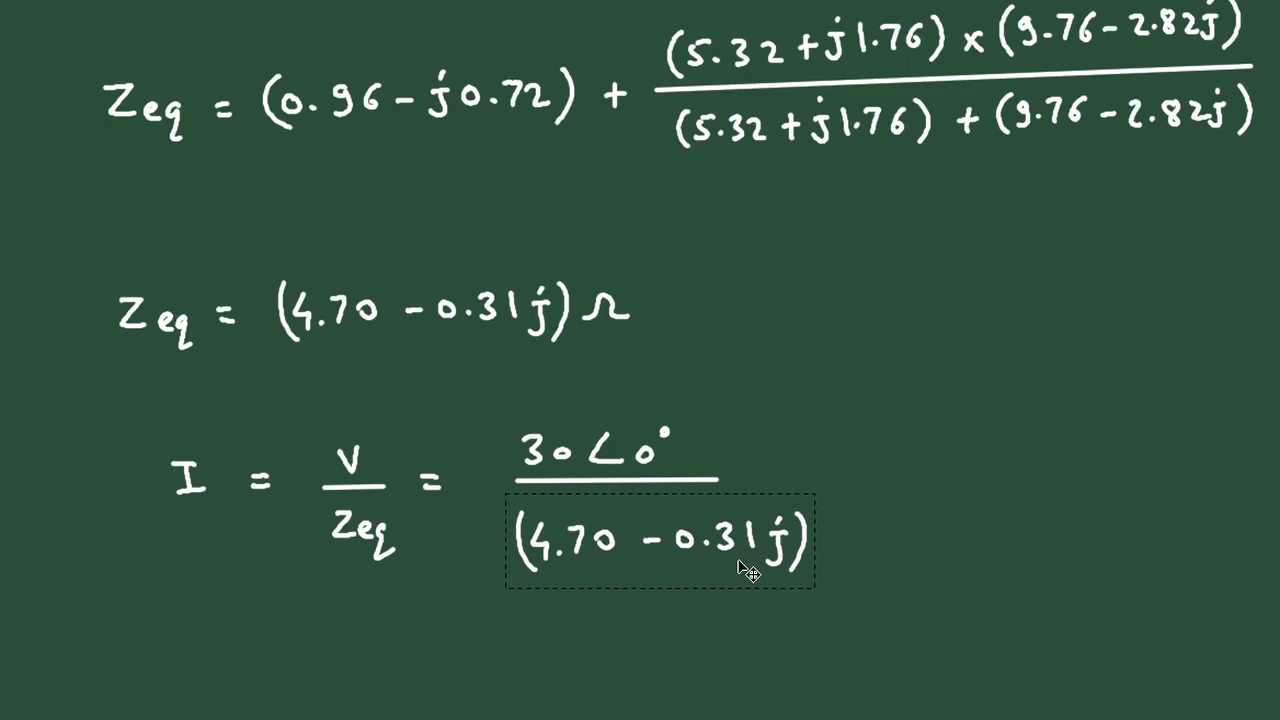 Zeq = (0.96 - j0.72) + (5.32 + j1.76) x (9.76 - 2.82j)
(5.32 + j1.76) + (9.76 - 2.82j)
Zeq = (4.70 - 0.31j) Ω
I = V / Zeq = 30∠0°
(4.70 - 0.31j)